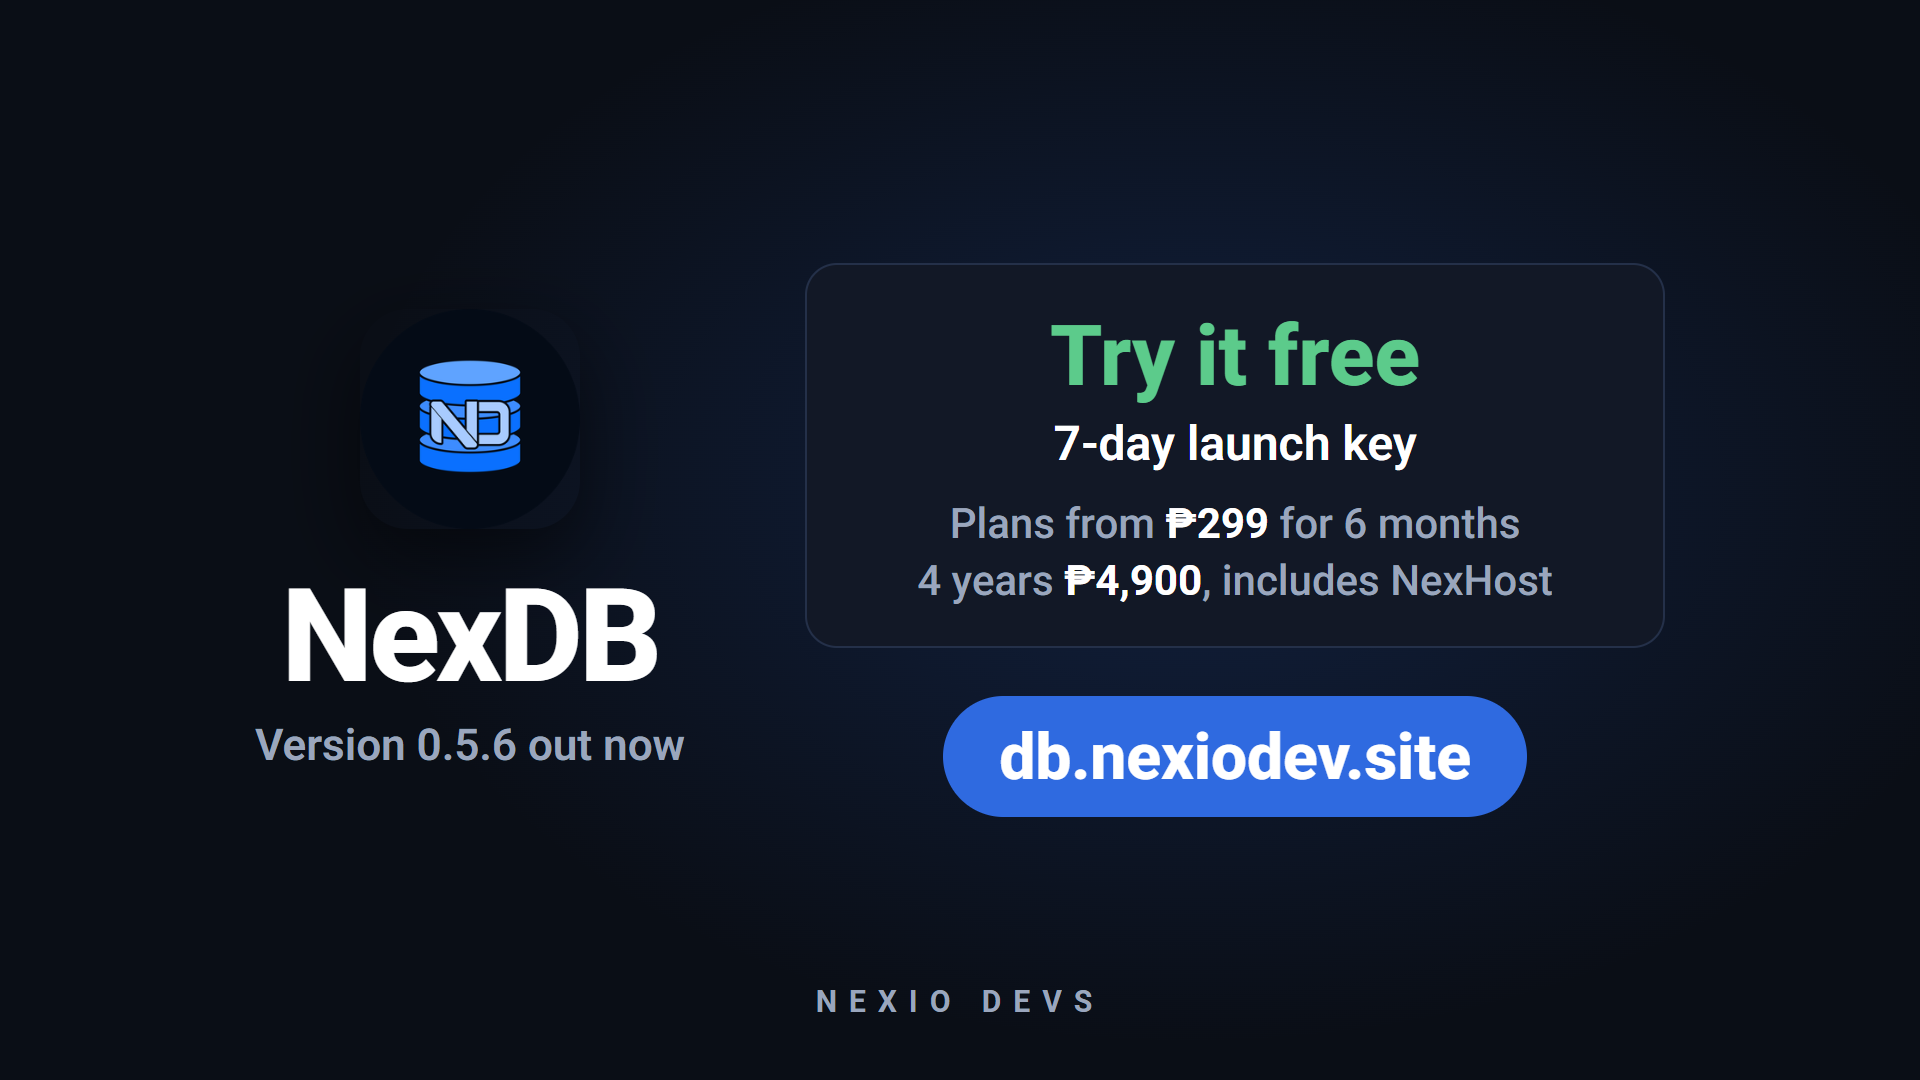 ND
NexDB
Version 0.5.6 out now
Try it free
7-day launch key
Plans from ₱299 for 6 months
4 years ₱4,900, includes NexHost
db.nexiodev.site
NEXIO DEVS